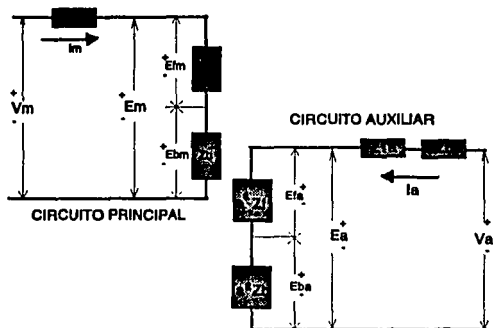 Im
Vm
Em
Efm
Ebm
CIRCUITO PRINCIPAL
CIRCUITO AUXILIAR
Ia
Efa
Eba
Ea
Va